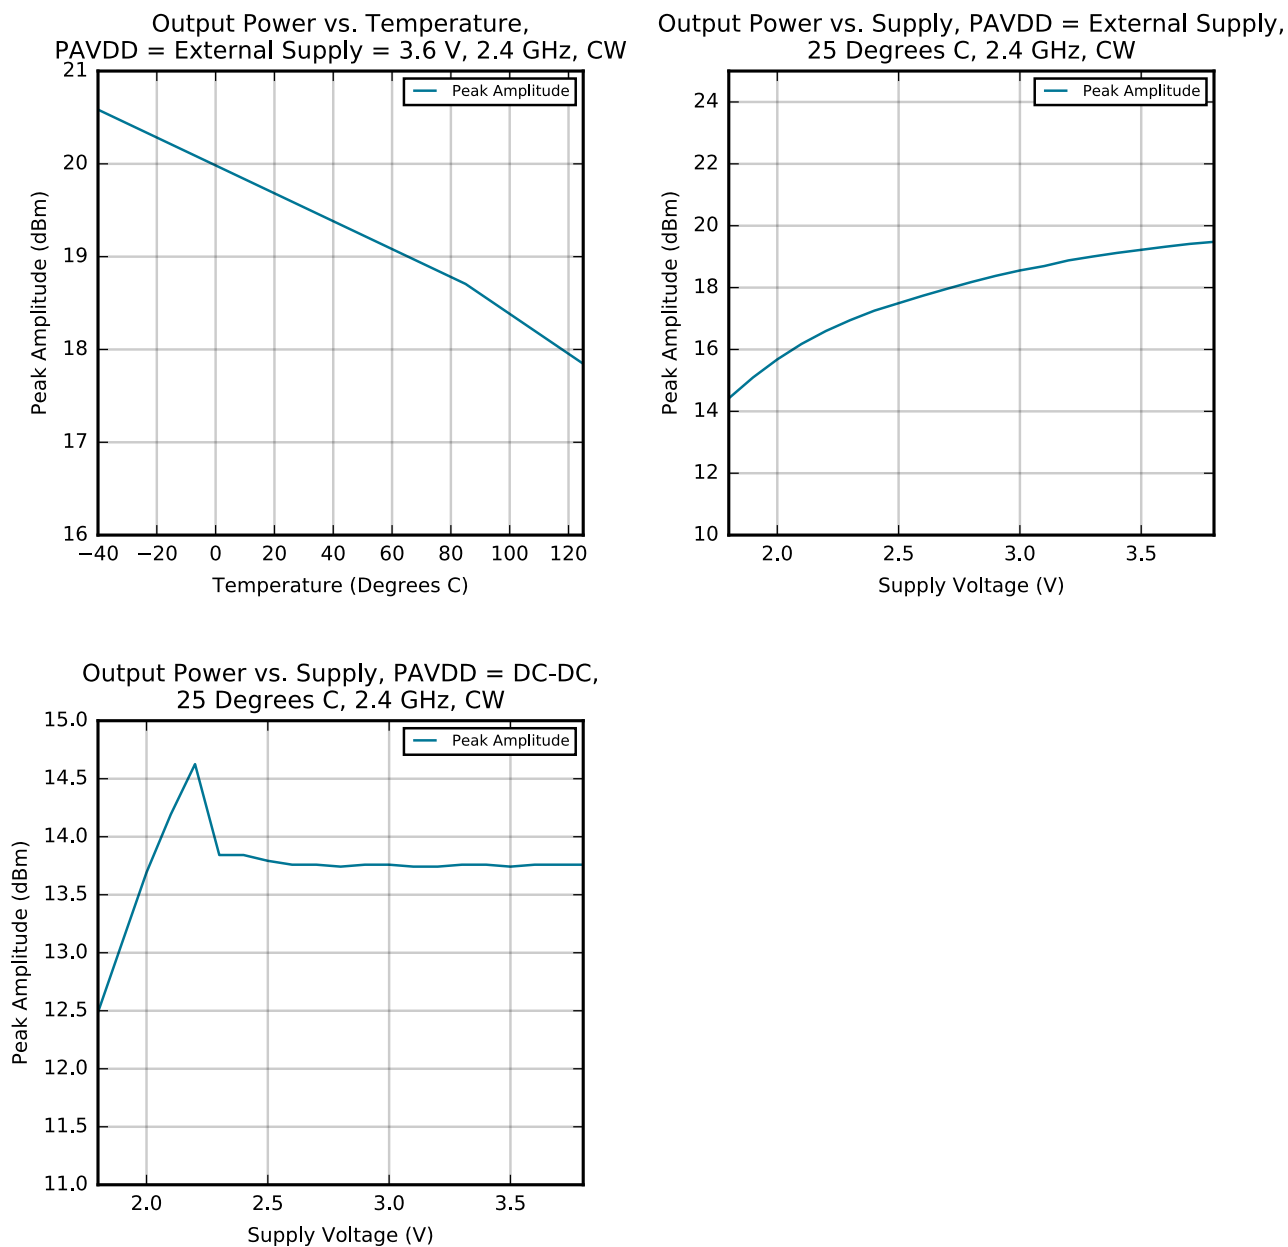 Output Power vs. Temperature,
PAVDD = External Supply = 3.6 V, 2.4 GHz, CW
Peak Amplitude
21
20
19
18
17
16
Peak Amplitude (dBm)
−40 −20 0 20 40 60 80 100 120
Temperature (Degrees C)
Output Power vs. Supply, PAVDD = External Supply,
25 Degrees C, 2.4 GHz, CW
Peak Amplitude
24
22
20
18
16
14
12
10
Peak Amplitude (dBm)
2.0 2.5 3.0 3.5
Supply Voltage (V)
Output Power vs. Supply, PAVDD = DC-DC,
25 Degrees C, 2.4 GHz, CW
Peak Amplitude
15.0
14.5
14.0
13.5
13.0
12.5
12.0
11.5
11.0
Peak Amplitude (dBm)
2.0 2.5 3.0 3.5
Supply Voltage (V)